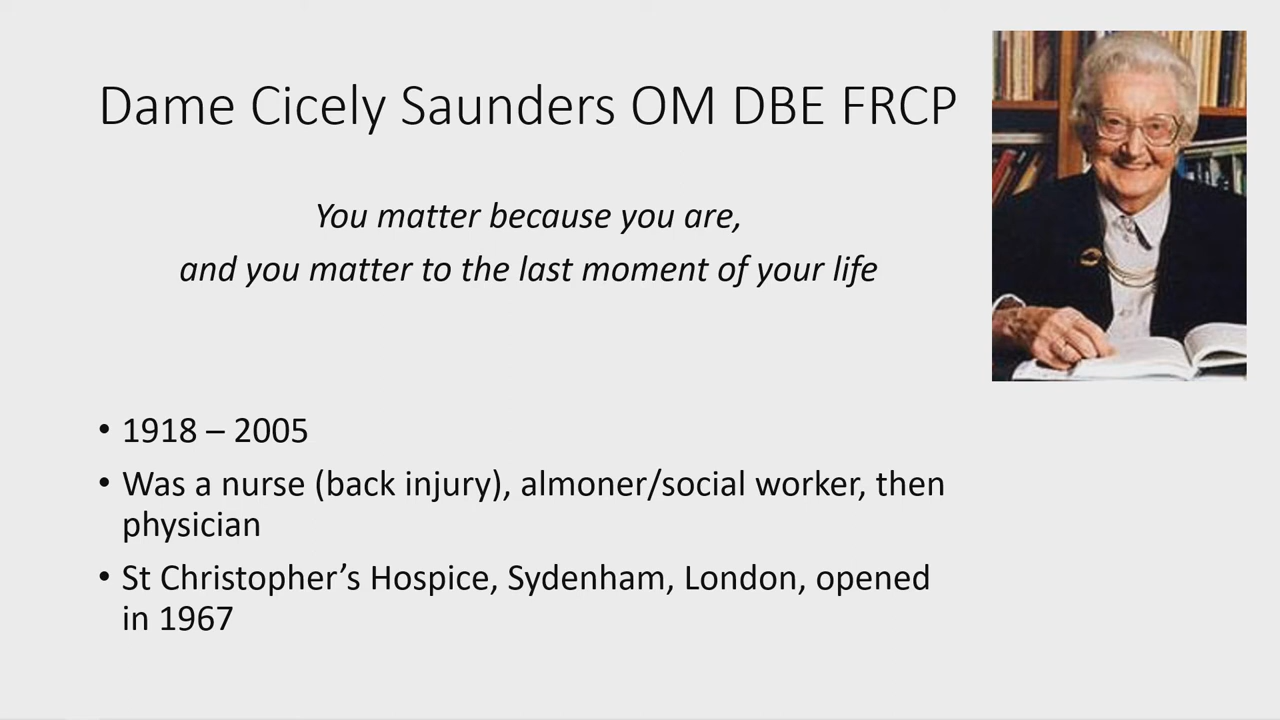 Dame Cicely Saunders OM DBE FRCP
You matter because you are,
and you matter to the last moment of your life
• 1918 – 2005
• Was a nurse (back injury), almoner/social worker, then
physician
• St Christopher’s Hospice, Sydenham, London, opened
in 1967